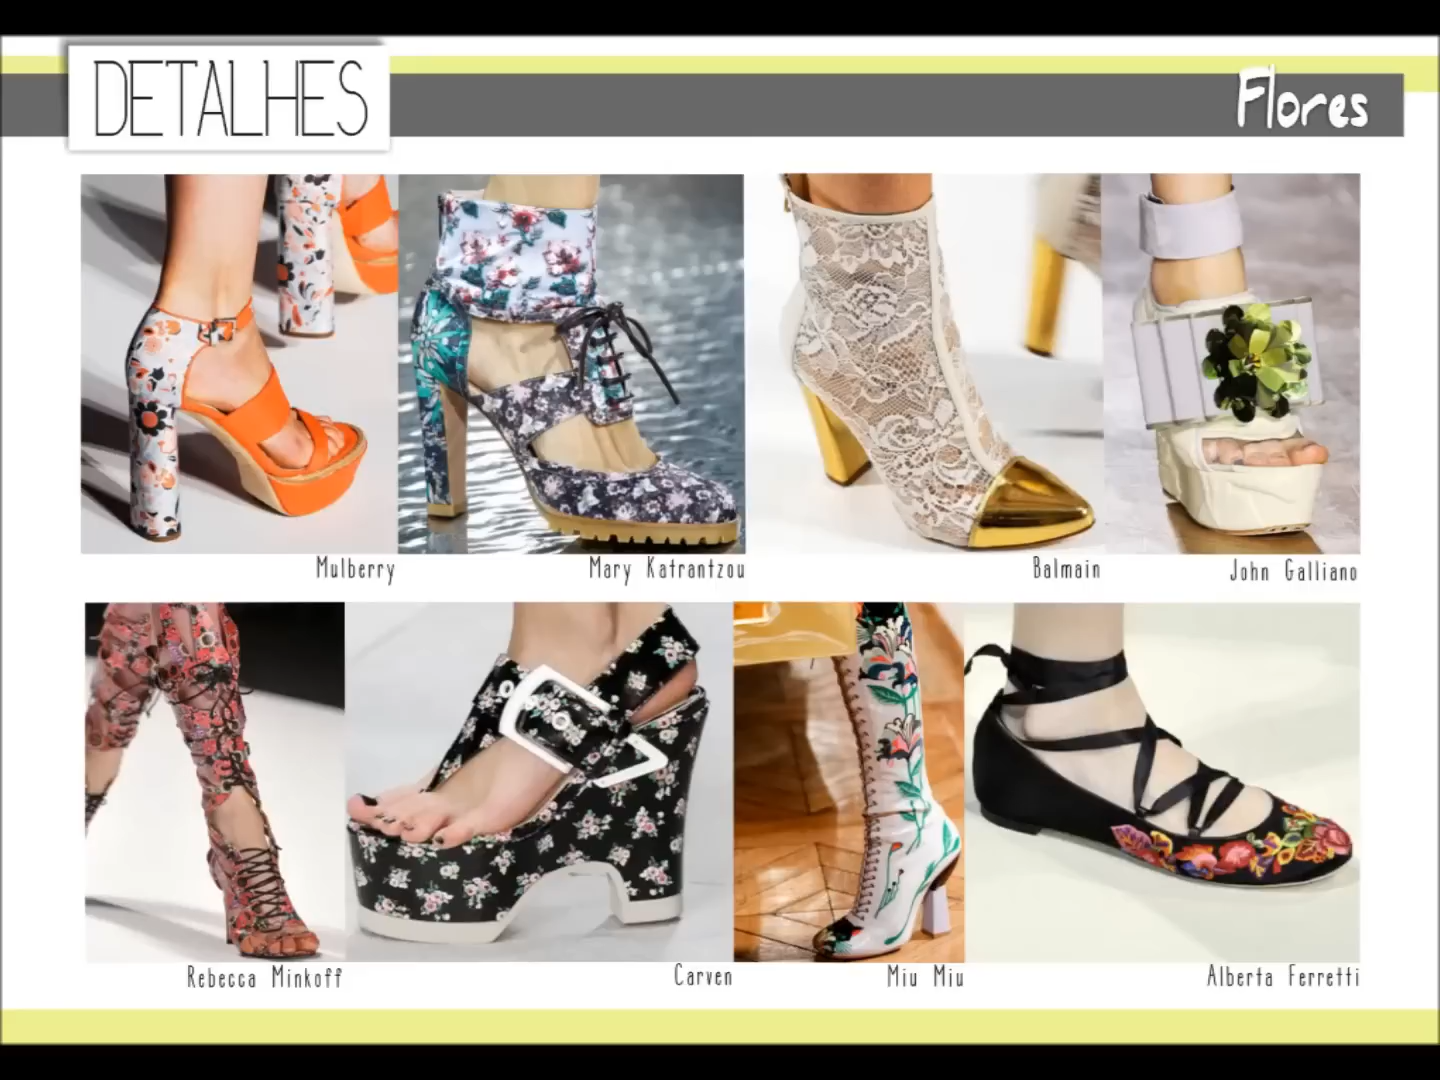 DETALHES
Flores
Mulberry
Mary Katrantzou
Balmain
John Galliano
Rebecca Minkoff
Carven
Miu Miu
Alberta Ferretti